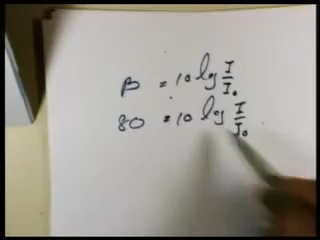 β = 10 log I/I₀
80 = 10 log I/I₀